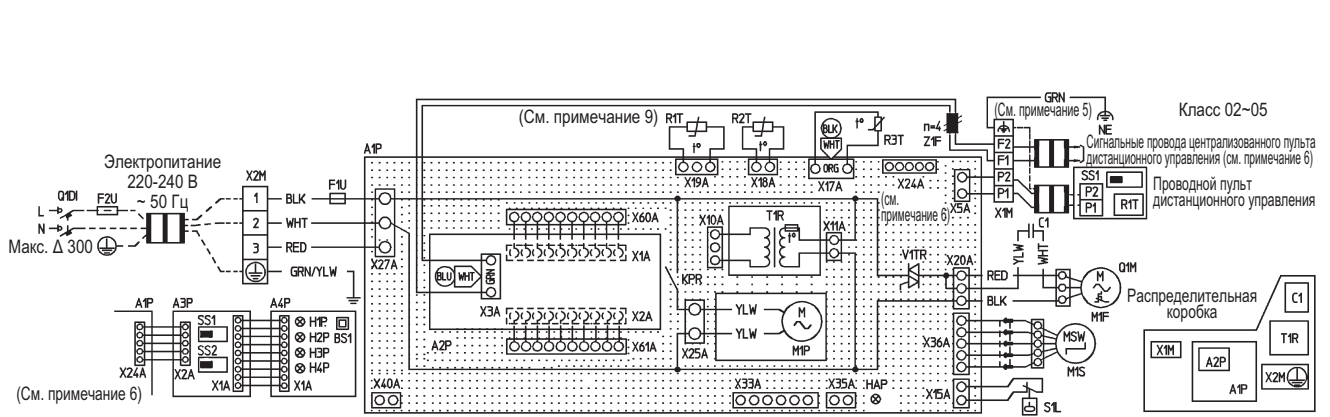 GRN
(См. примечание 5)
NE
Класс 02~05
(См. примечание 9)
R1T
t°
X19A
R2T
t°
X18A
BLK
WHT
ORG
t°
R3T
X17A
X24A
n=4
Z1F
F2
F1
P2
P1
X1M
X5A
Сигнальные провода централизованного пульта
дистанционного управления (см. примечание 6)
SS1
P2
P1
R1T
Проводной пульт
дистанционного управления
Электропитание
220-240 В
~ 50 Гц
Q1DI
L
N
F2U
Макс. Δ 300
X2M
1
2
3
BLK
WHT
RED
GRN/YLW
F1U
A1P
X27A
X60A
X1A
BLU
WHT
GRN
X3A
X2A
A2P
X61A
KPR
X10A
T1R
t°
X11A
(см.
примечание 6)
YLW
YLW
X25A
M
~
M1P
V1TR
X20A
RED
BLK
C1
YLW
WHT
Q1M
M
~
M1F
X36A
MSW
M1S
X40A
X33A
X35A
HAP
X15A
S1L
A1P
X24A
(См. примечание 6)
A3P
SS1
SS2
X2A
X1A
A4P
H1P
H2P
H3P
H4P
BS1
X1A
Распределительная
коробка
C1
T1R
X1M
A2P
A1P
X2M